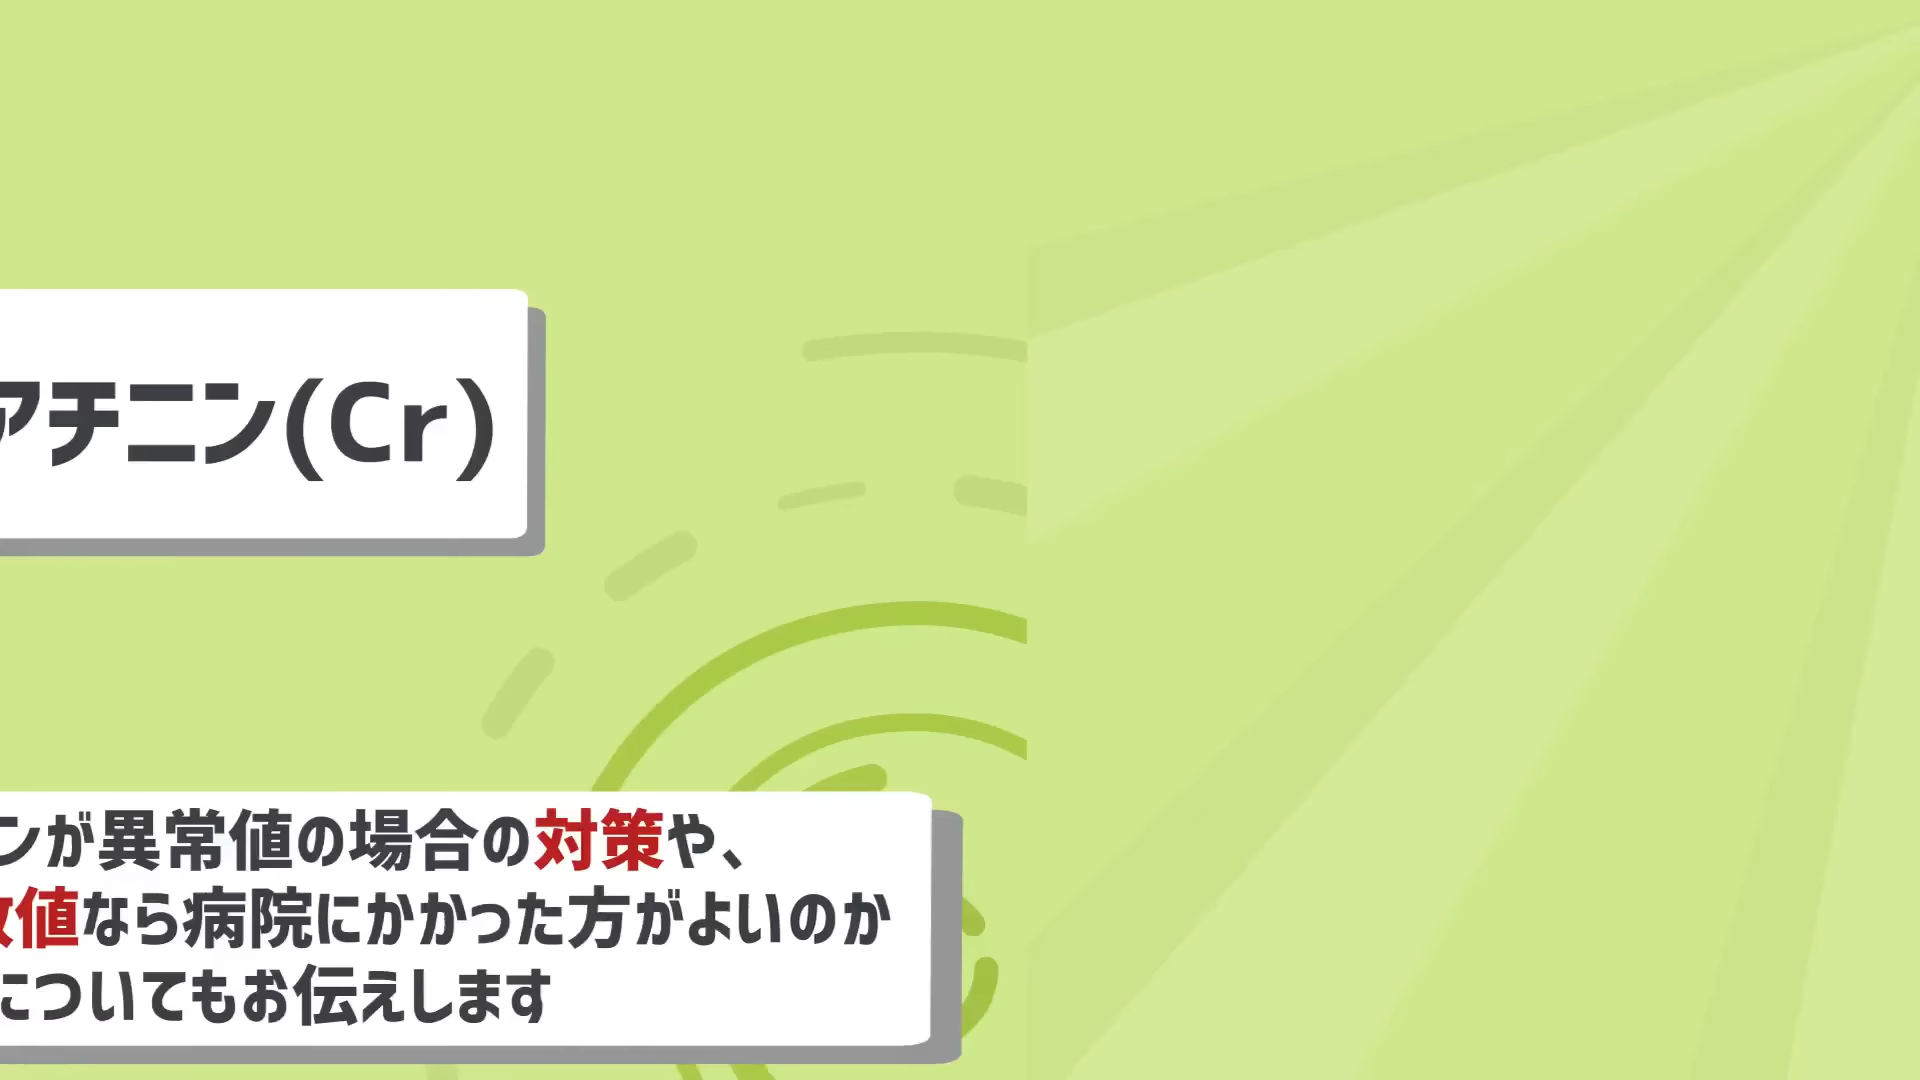 アチニン(Cr)
ンが異常値の場合の対策や、
数値なら病院にかかった方がよいのか
についてもお伝えします